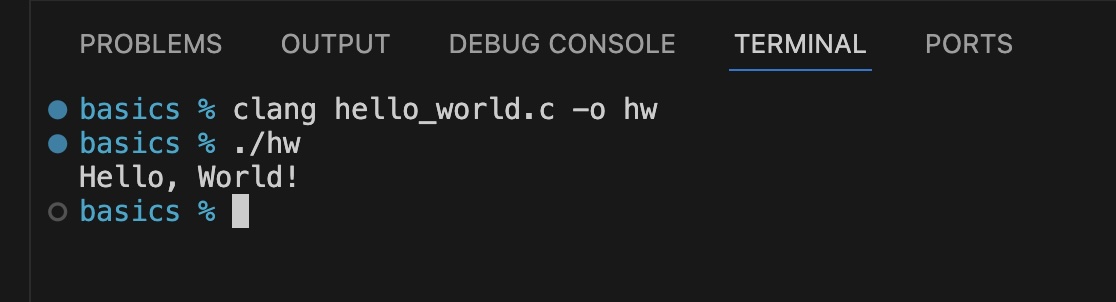 PROBLEMS OUTPUT DEBUG CONSOLE TERMINAL PORTS
basics % clang hello_world.c -o hw
basics % ./hw
Hello, World!
basics %